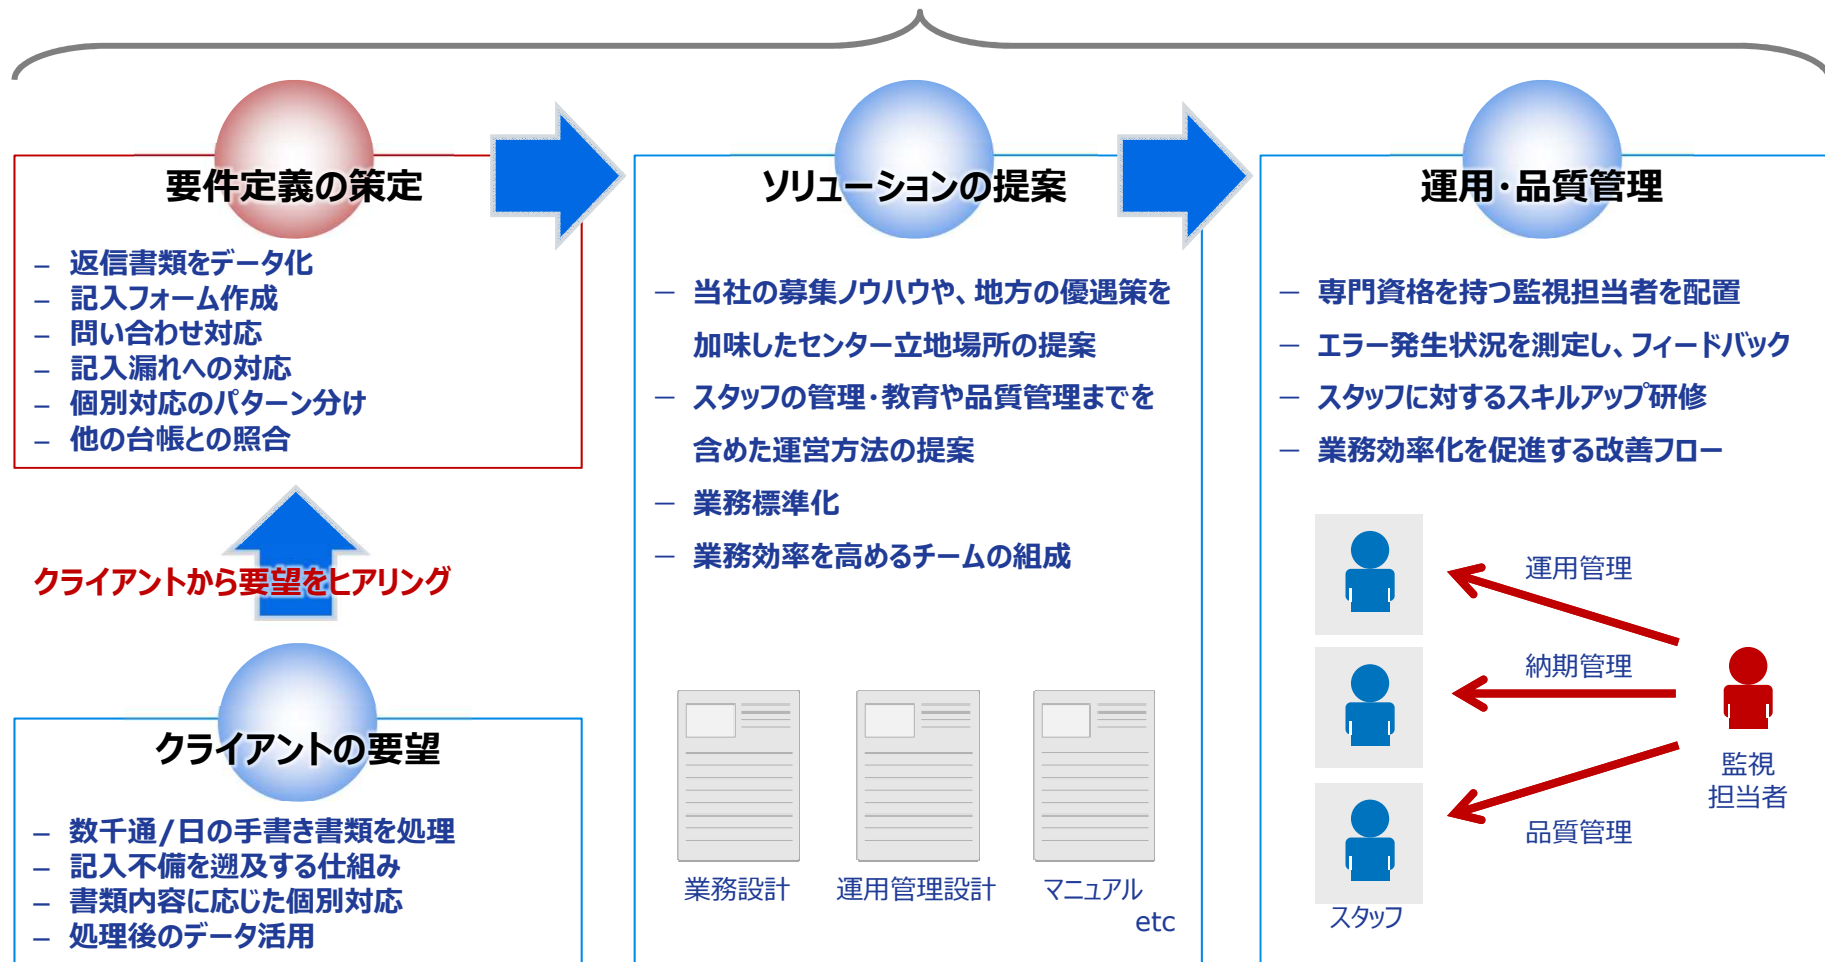 要件定義の策定
– 返信書類をデータ化
– 記入フォーム作成
– 問い合わせ対応
– 記入漏れへの対応
– 個別対応のパターン分け
– 他の台帳との照合
クライアントから要望をヒアリング
クライアントの要望
– 数千通/日の手書き書類を処理
– 記入不備を遡及する仕組み
– 書類内容に応じた個別対応
– 処理後のデータ活用
ソリューションの提案
– 当社の募集ノウハウや、地方の優遇策を
加味したセンター立地場所の提案
– スタッフの管理・教育や品質管理までを
含めた運営方法の提案
– 業務標準化
– 業務効率を高めるチームの組成
業務設計
運用管理設計
マニュアル
etc
運用・品質管理
– 専門資格を持つ監視担当者を配置
– エラー発生状況を測定し、フィードバック
– スタッフに対するスキルアップ研修
– 業務効率化を促進する改善フロー
運用管理
納期管理
品質管理
監視
担当者
スタッフ